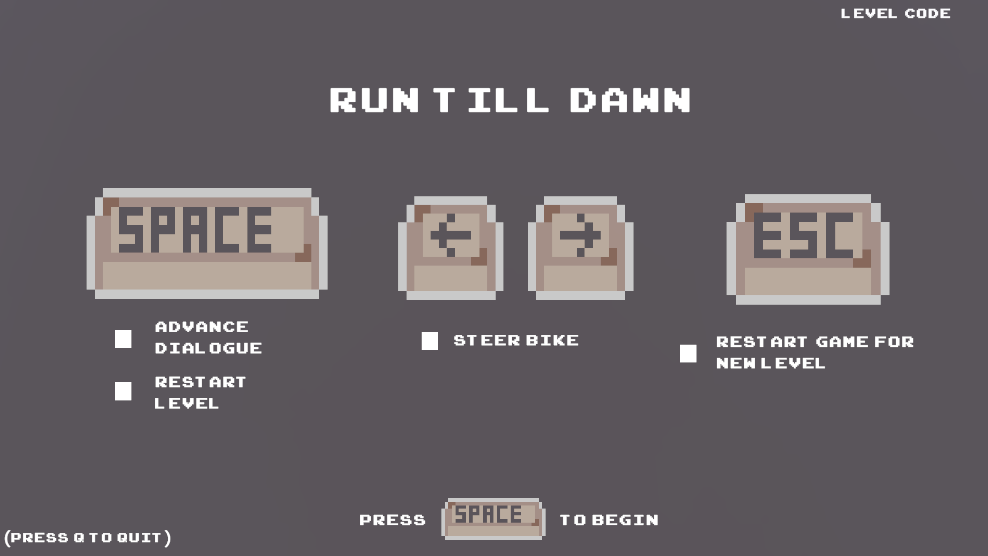 LEVEL CODE
RUN TILL DAWN
SPACE
←
→
ESC
ADVANCE
DIALOGUE
RESTART
LEVEL
STEER BIKE
RESTART GAME FOR
NEW LEVEL
PRESS SPACE TO BEGIN
(PRESS Q TO QUIT)